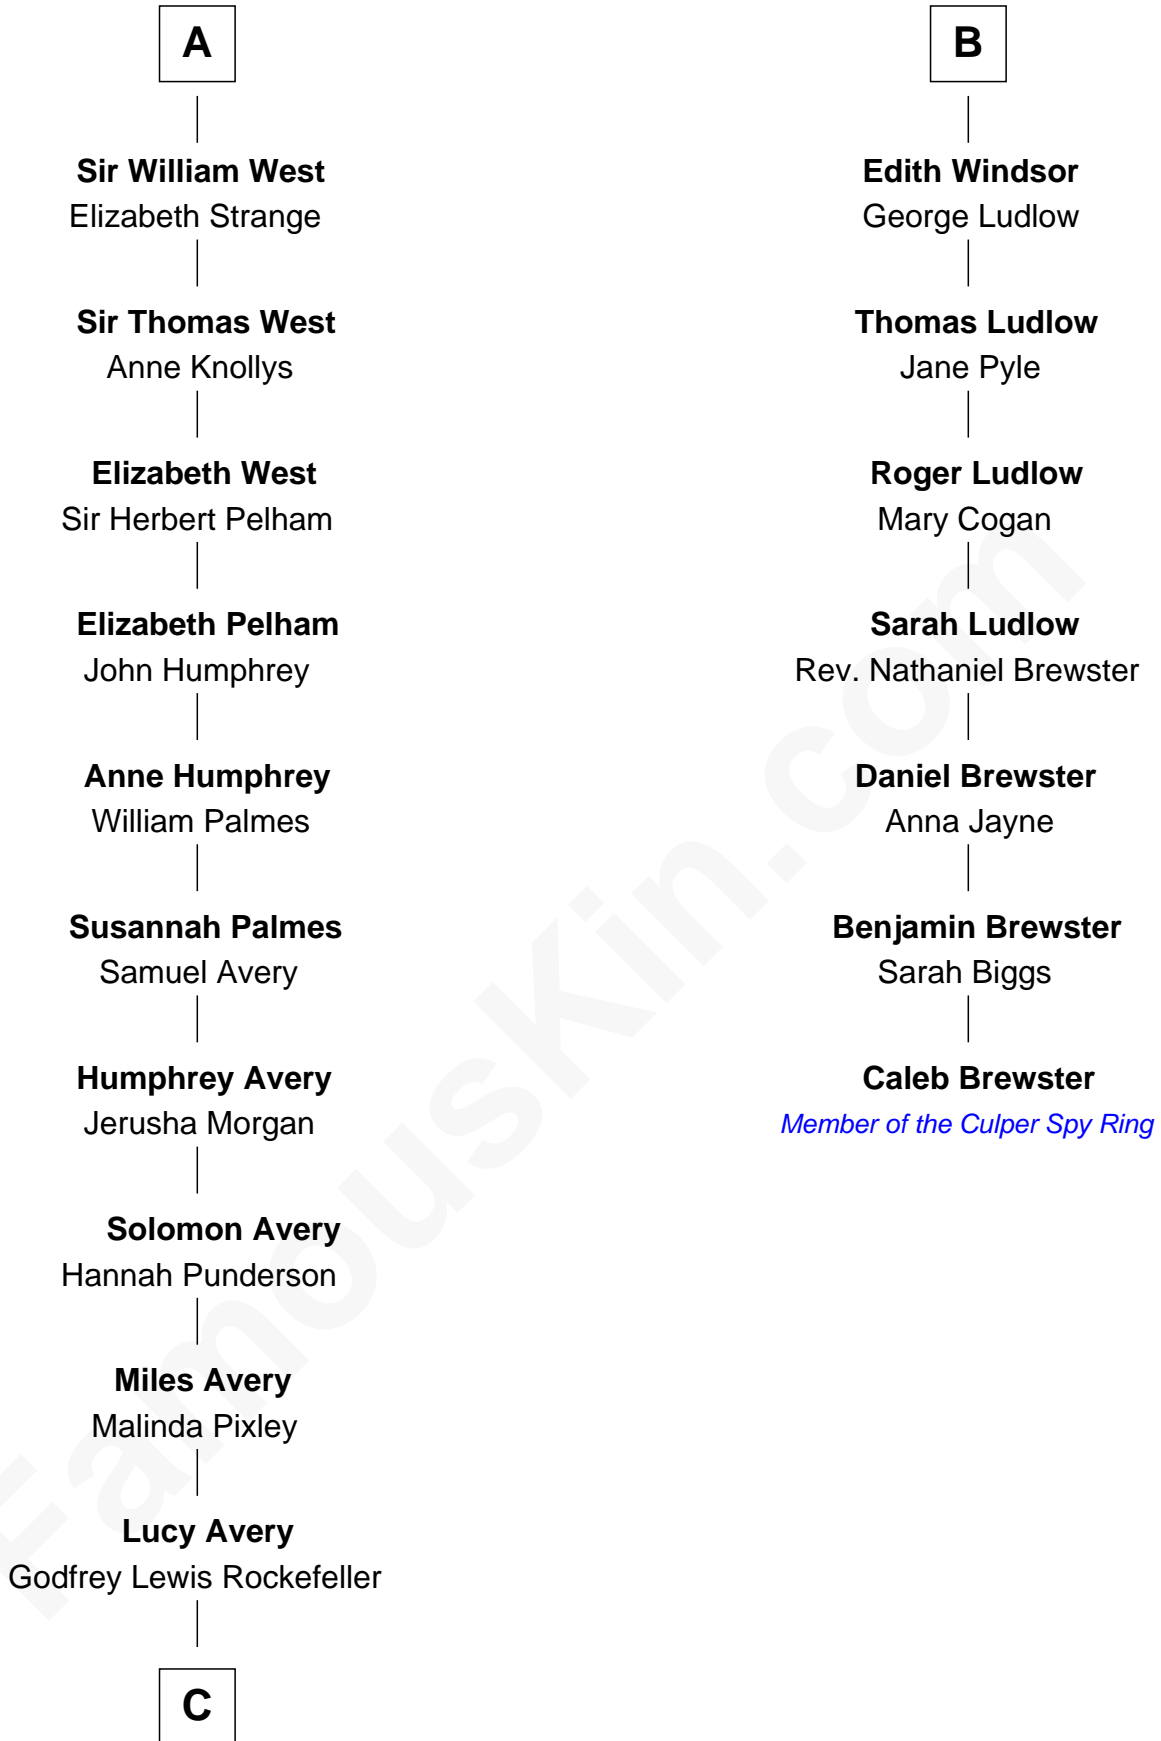 A
Sir William West
Elizabeth Strange
Sir Thomas West
Anne Knollys
Elizabeth West
Sir Herbert Pelham
Elizabeth Pelham
John Humphrey
Anne Humphrey
William Palmes
Susannah Palmes
Samuel Avery
Humphrey Avery
Jerusha Morgan
Solomon Avery
Hannah Punderson
Miles Avery
Malinda Pixley
Lucy Avery
Godfrey Lewis Rockefeller
C
B
Edith Windsor
George Ludlow
Thomas Ludlow
Jane Pyle
Roger Ludlow
Mary Cogan
Sarah Ludlow
Rev. Nathaniel Brewster
Daniel Brewster
Anna Jayne
Benjamin Brewster
Sarah Biggs
Caleb Brewster
Member of the Culper Spy Ring
FamousKin.com